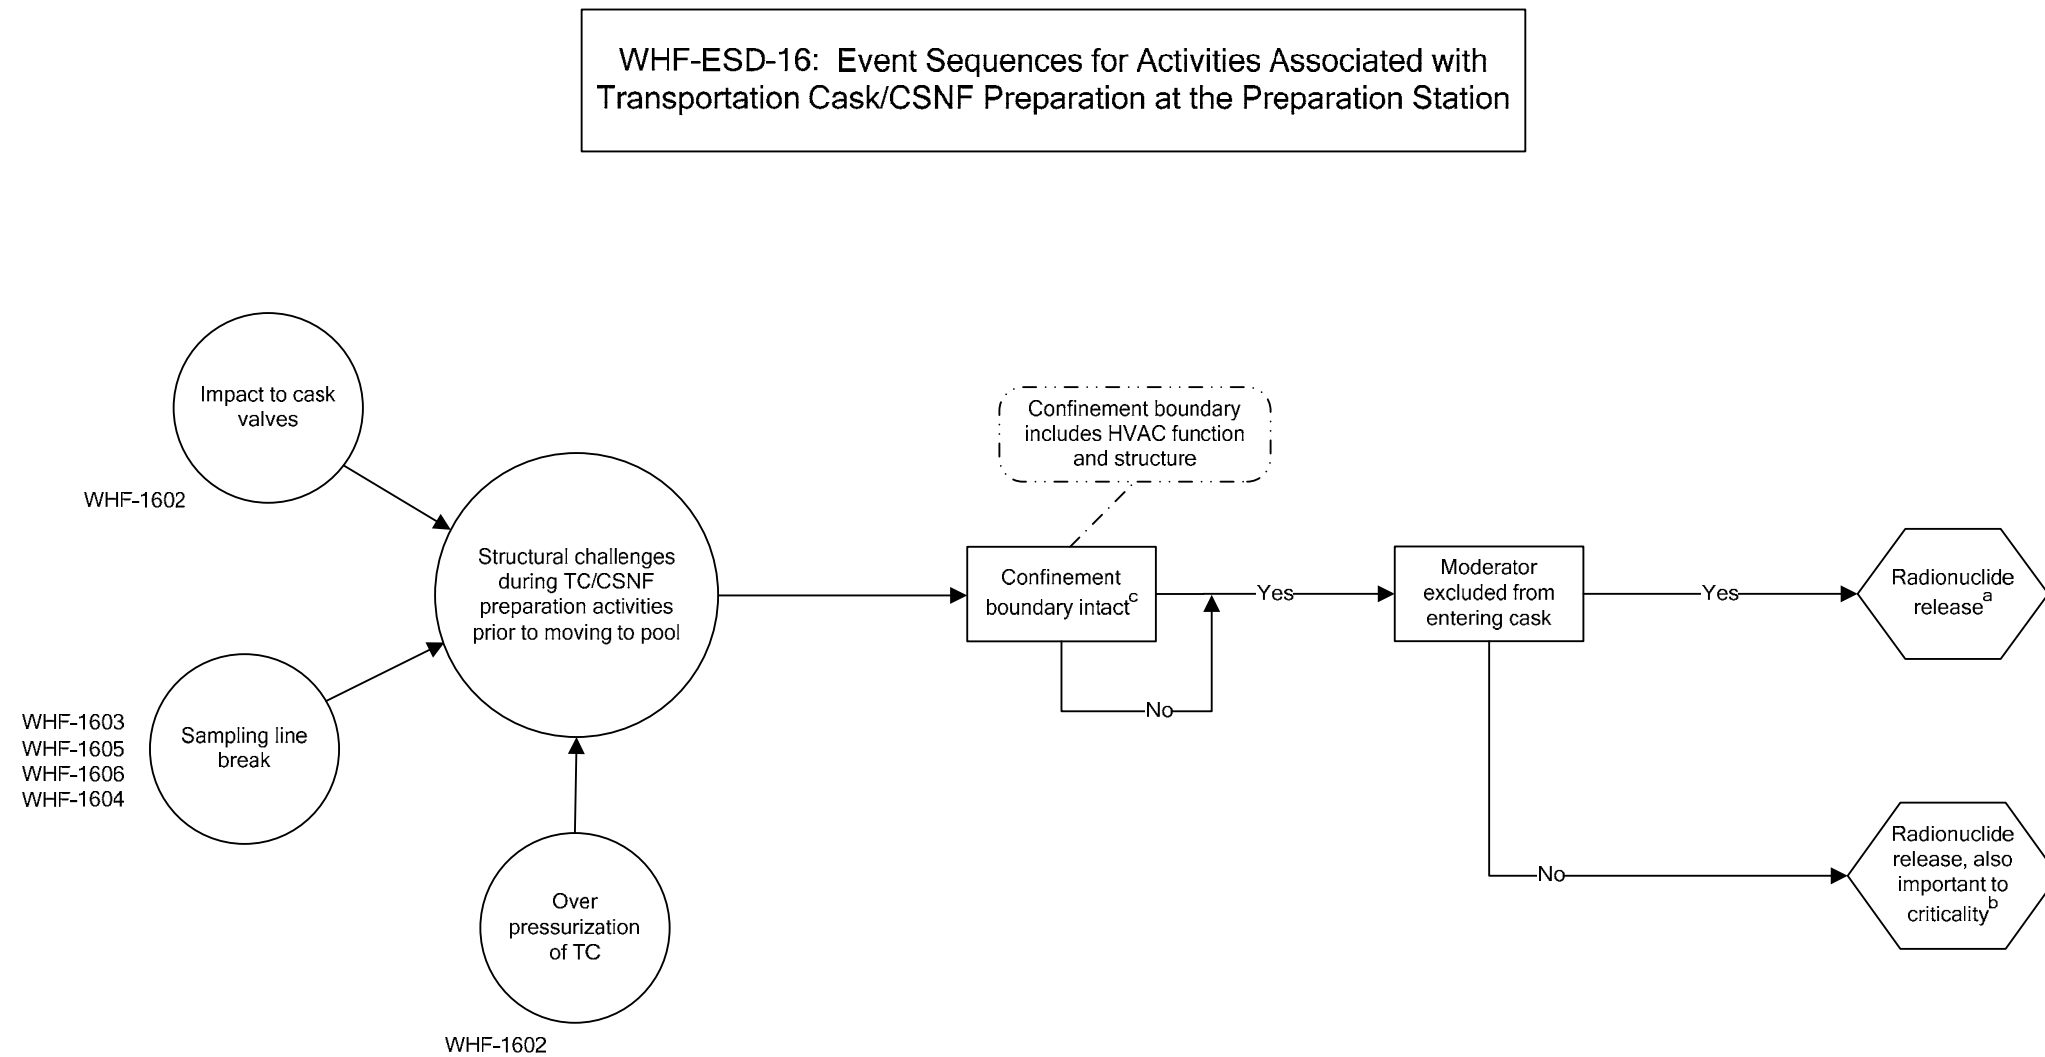 WHF-ESD-16:  Event Sequences for Activities Associated with
Transportation Cask/CSNF Preparation at the Preparation Station
Impact to cask
valves
WHF-1602
Sampling line
break
WHF-1603
WHF-1605
WHF-1606
WHF-1604
Over
pressurization
of TC
WHF-1602
Structural challenges
during TC/CSNF
preparation activities
prior to moving to pool
Confinement boundary
includes HVAC function
and structure
Confinement
boundary intactᶜ
Yes
No
Moderator
excluded from
entering cask
Yes
No
Radionuclide
releaseᵃ
Radionuclide
release, also
important to
criticalityᵇ